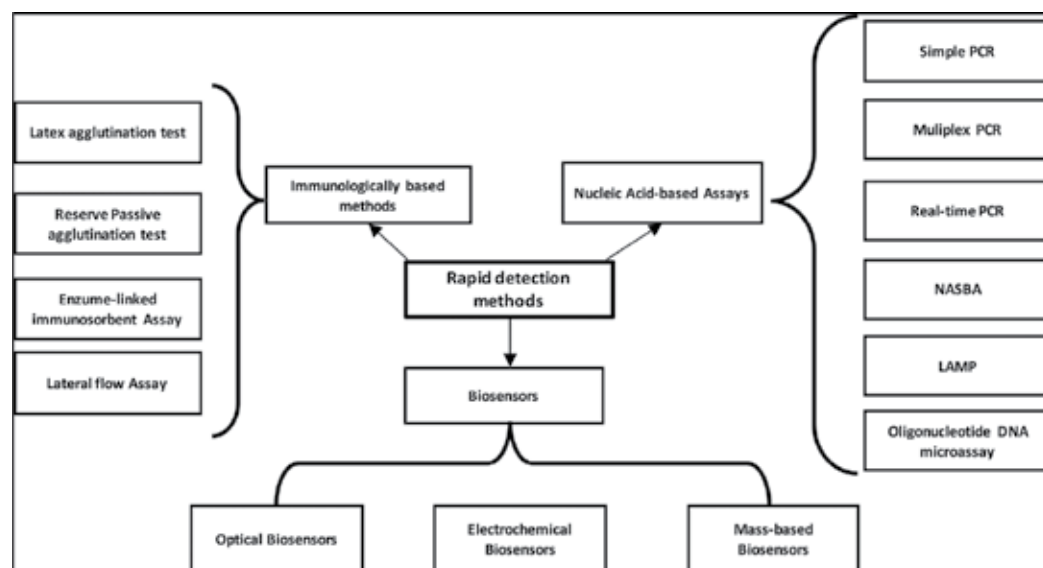 Latex agglutination test
Reserve Passive
agglutination test
Enzume-linked
immunosorbent Assay
Lateral flow Assay
Immunologically based
methods
Nucleic Acid-based Assays
Rapid detection
methods
Biosensors
Simple PCR
Muliplex PCR
Real-time PCR
NASBA
LAMP
Oligonucleotide DNA
microassay
Optical Biosensors
Electrochemical
Biosensors
Mass-based
Biosensors